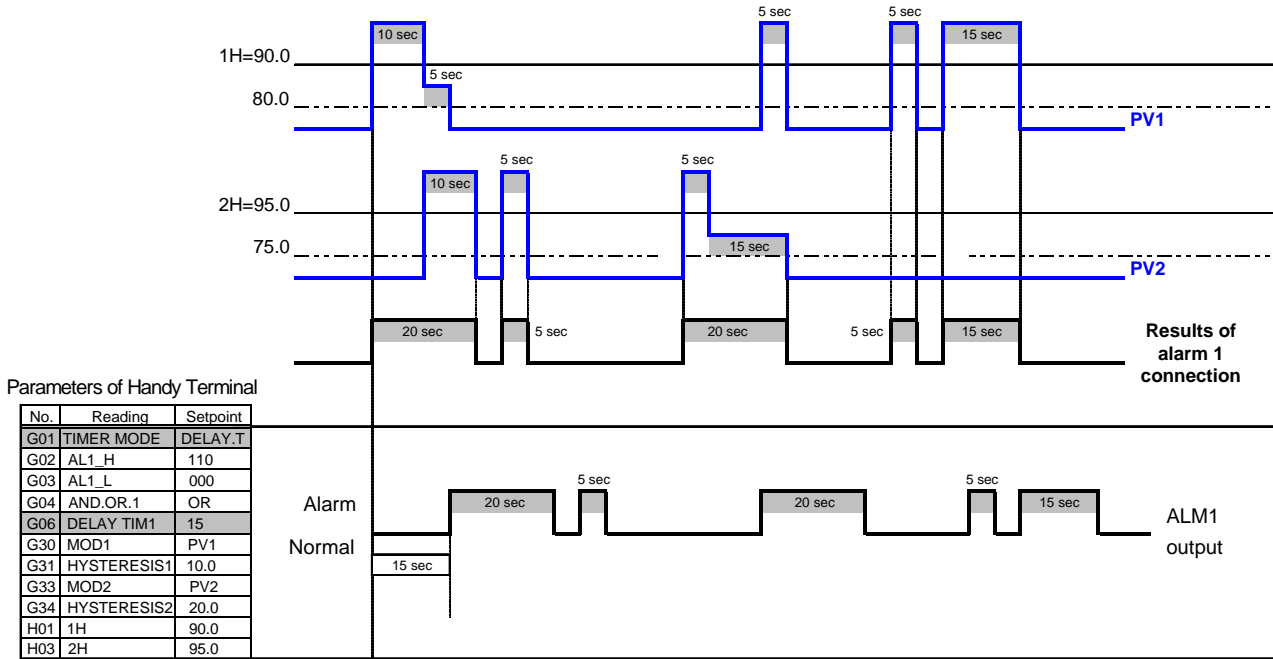 5 sec
5 sec
10 sec
15 sec
1H=90.0
5 sec
80.0
PV1
5 sec
5 sec
10 sec
2H=95.0
75.0
15 sec
PV2
20 sec
5 sec
20 sec
5 sec
15 sec
Results of
alarm 1
connection
Parameters of Handy Terminal
No. Reading Setpoint
G01 TIMER MODE DELAY.T
G02 AL1_H 110
G03 AL1_L 000
G04 AND.OR.1 OR
G06 DELAY TIM1 15
G30 MOD1 PV1
G31 HYSTERESIS1 10.0
G33 MOD2 PV2
G34 HYSTERESIS2 20.0
H01 1H 90.0
H03 2H 95.0
5 sec
5 sec
Alarm
20 sec
20 sec
15 sec
ALM1
output
Normal
15 sec